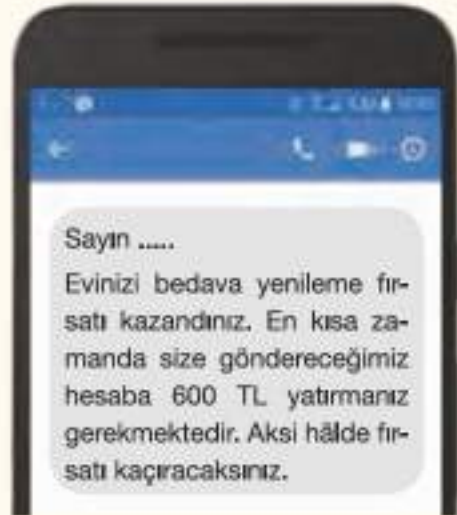 Sayın .....
Evinizi bedava yenileme fır-
satı kazandınız. En kısa za-
manda size göndereceğimiz
hesaba 600 TL yatırmanız
gerekmektedir. Aksi hâlde fır-
satı kaçıracaksınız.